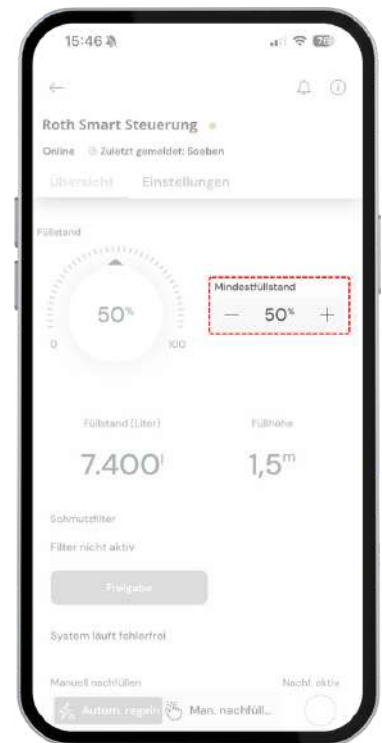 15:46 76
Roth Smart Steuerung
Online Zuletzt gemeldet: Soeben
Übersicht Einstellungen
Füllstand
Mindestfüllstand
50%
— 50% +
0 100
Füllstand (Liter) Füllhöhe
7.400 l 1,5 m
Schmutzfilter
Filter nicht aktiv
Freigabe
System läuft fehlerfrei
Manuell nachfüllen Nachf. aktiv
Autom. regeln Man. nachfüll...